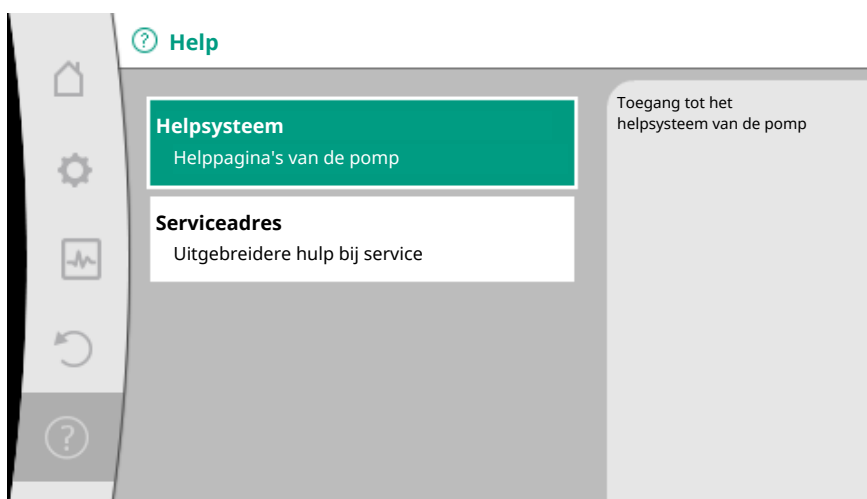 Help
Helpsysteem
Helppagina's van de pomp
Serviceadres
Uitgebreidere hulp bij service
Toegang tot het
helpsysteem van de pomp